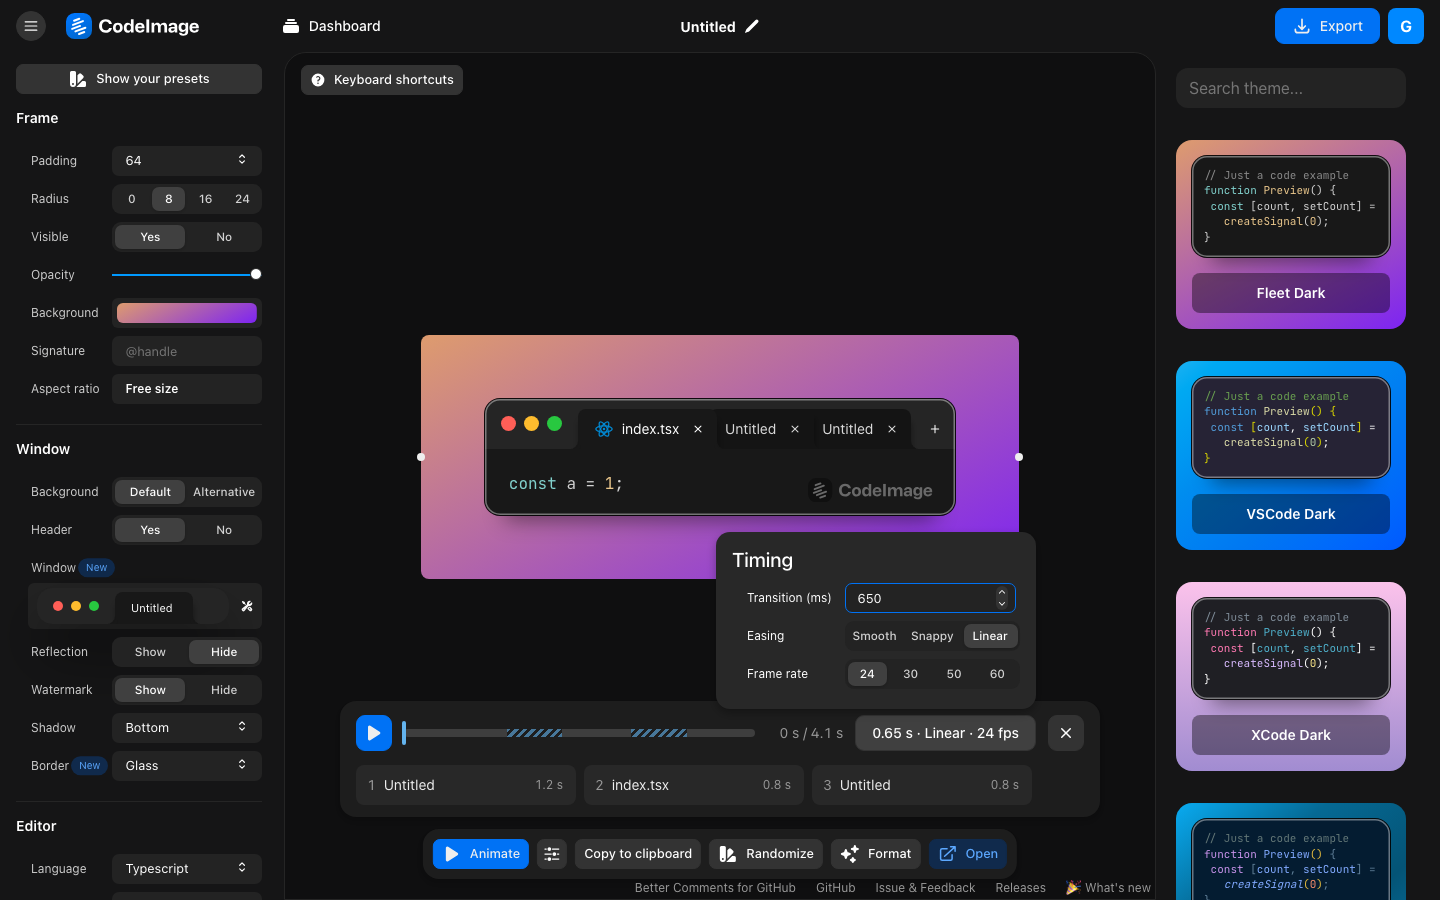 CodeImage
Dashboard
Untitled
Export
G
Show your presets
Frame
Padding 64
Radius 0 8 16 24
Visible Yes No
Opacity
Background
Signature @handle
Aspect ratio Free size
Window
Background Default Alternative
Header Yes No
Window New
Untitled
Reflection Show Hide
Watermark Show Hide
Shadow Bottom
Border New Glass
Editor
Language Typescript
Keyboard shortcuts
index.tsx Untitled Untitled +
const a = 1;
CodeImage
Timing
Transition (ms) 650
Easing Smooth Snappy Linear
Frame rate 24 30 50 60
0 s / 4.1 s
0.65 s · Linear · 24 fps
1 Untitled 1.2 s
2 index.tsx 0.8 s
3 Untitled 0.8 s
Animate
Copy to clipboard
Randomize
Format
Open
Better Comments for GitHub GitHub Issue & Feedback Releases 🎉 What's new
Search theme...
// Just a code example
function Preview() {
const [count, setCount] =
createSignal(0);
}
Fleet Dark
// Just a code example
function Preview() {
const [count, setCount] =
createSignal(0);
}
VSCode Dark
// Just a code example
function Preview() {
const [count, setCount] =
createSignal(0);
}
XCode Dark
// Just a code example
function Preview() {
const [count, setCount] =
createSignal(0);
}